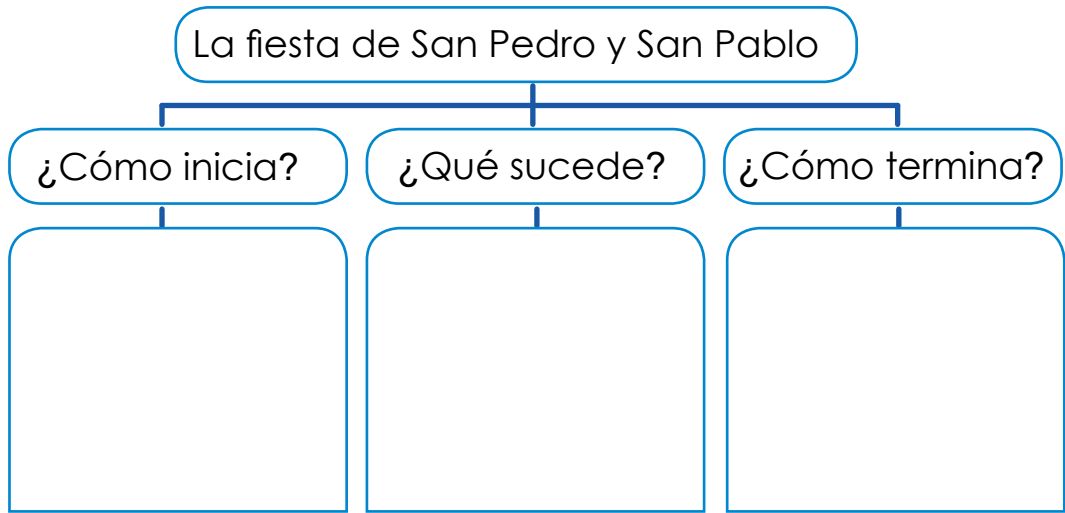 La fiesta de San Pedro y San Pablo
¿Cómo inicia?
¿Qué sucede?
¿Cómo termina?